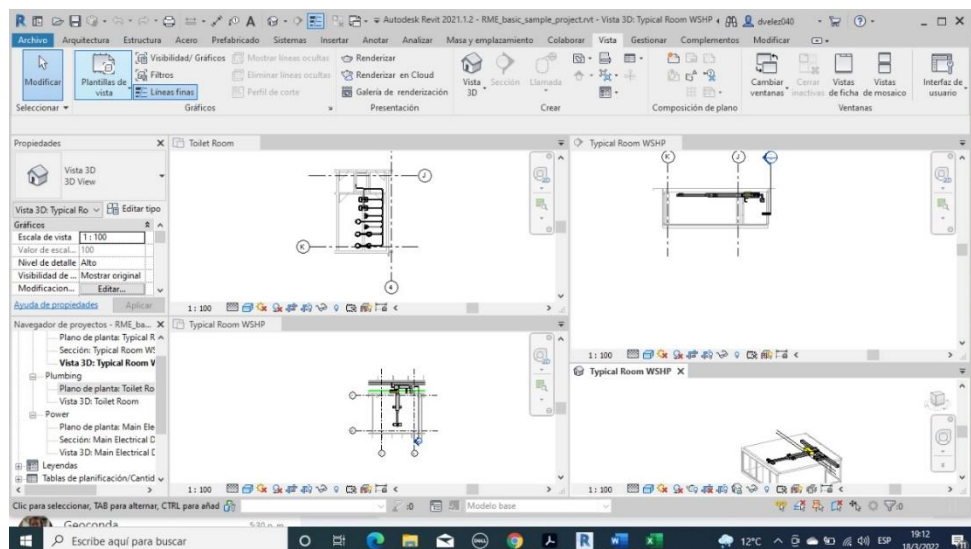 Autodesk Revit 2021.1.2 - RME_basic_sample_project.rvt - Vista 3D: Typical Room WSHP dvelez040
Archivo Arquitectura Estructura Acero Prefabricado Sistemas Insertar Anotar Analizar Masa y emplazamiento Colaborar Vista Gestionar Complementos Modificar
Modificar
Plantillas de vista
Visibilidad/ Gráficos
Filtros
Líneas finas
Mostrar líneas ocultas
Eliminar líneas ocultas
Perfil de corte
Renderizar
Renderizar en Cloud
Galería de renderización
Vista 3D
Sección
Llamada
Cambiar ventanas
Cerrar inactivas
Vistas de ficha
Vistas de mosaico
Interfaz de usuario
Seleccionar Gráficos Presentación Crear Composición de plano Ventanas
Propiedades
Vista 3D
3D View
Vista 3D: Typical Ro Editar tipo
Gráficos
Escala de vista 1 : 100
Valor de escal... 100
Nivel de detalle Alto
Visibilidad de ... Mostrar original
Modificacion... Editar...
Ayuda de propiedades Aplicar
Navegador de proyectos - RME_ba...
Plano de planta: Typical R
Sección: Typical Room WS
Vista 3D: Typical Room V
Plumbing
Plano de planta: Toilet Ro
Vista 3D: Toilet Room
Power
Plano de planta: Main Ele
Sección: Main Electrical D
Vista 3D: Main Electrical D
Leyendas
Tablas de planificación/Cantid
Toilet Room
J
K
4
1 : 100
Typical Room WSHP
K J
1 : 100
Typical Room WSHP
1 : 100
Typical Room WSHP
1 : 100
Clic para seleccionar, TAB para alternar, CTRL para añad
:0
Modelo base
:0
Geoconda 5:30 p. m.
Escribe aquí para buscar
12°C
ESP
19:12
18/3/2022